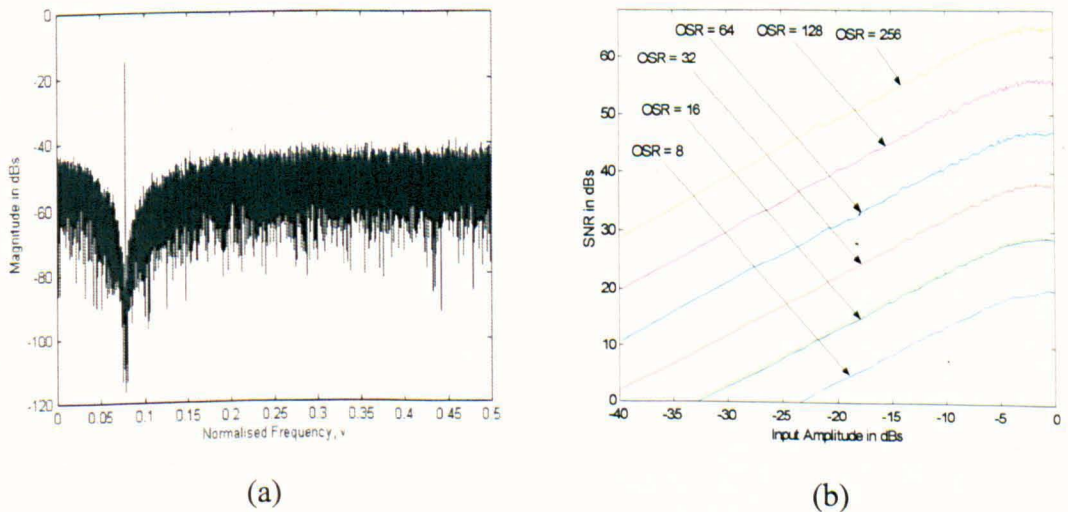 0
-20
-40
-60
-80
-100
-120
Magnitude in dBs
0 0.05 0.1 0.15 0.2 0.25 0.3 0.35 0.4 0.45 0.5
Normalised Frequency, ν
(a)
OSR = 64 OSR = 128 OSR = 256
OSR = 32
OSR = 16
OSR = 8
60
50
40
30
20
10
0
SNR in dBs
-40 -35 -30 -25 -20 -15 -10 -5 0
Input Amplitude in dBs
(b)